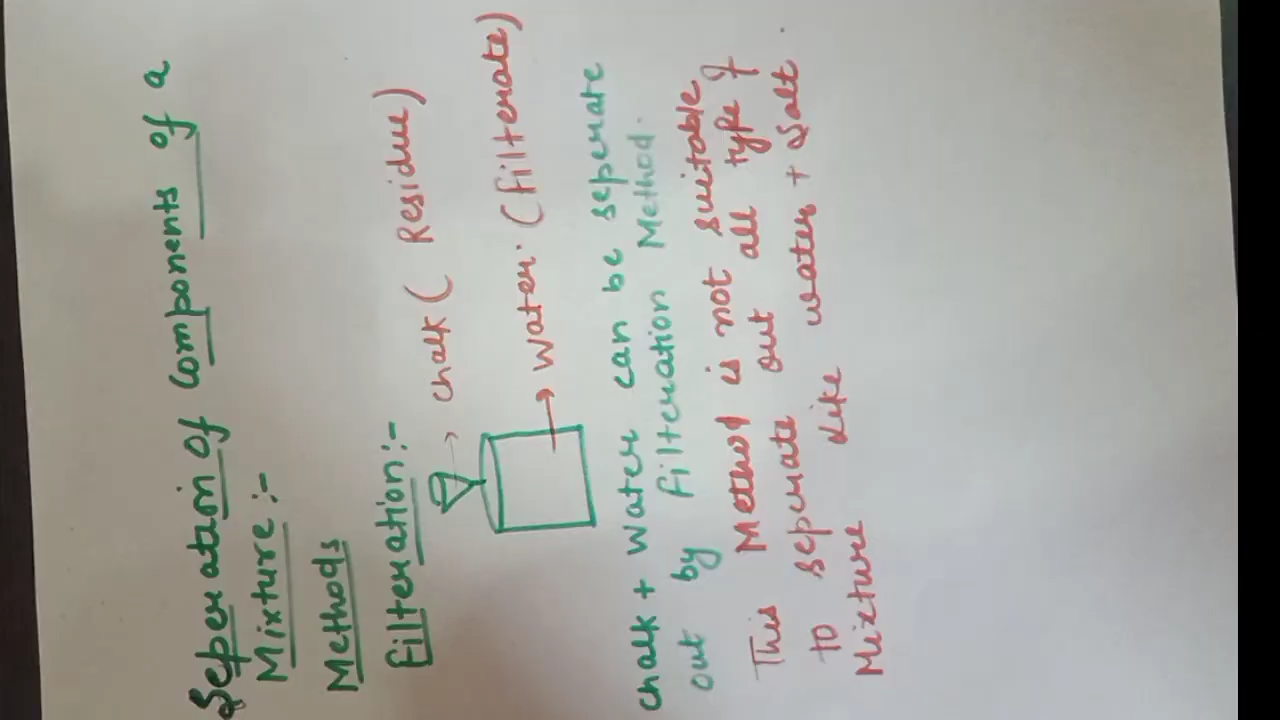 Seperation of components of a
Mixture :-
Methods
filteration:-
→ chalk ( Residue )
→ water. ( filterate )
chalk + water can be seperate
out by filteration Method.
This Method is not suitable
to seperate out all type of
Mixture like water + salt.